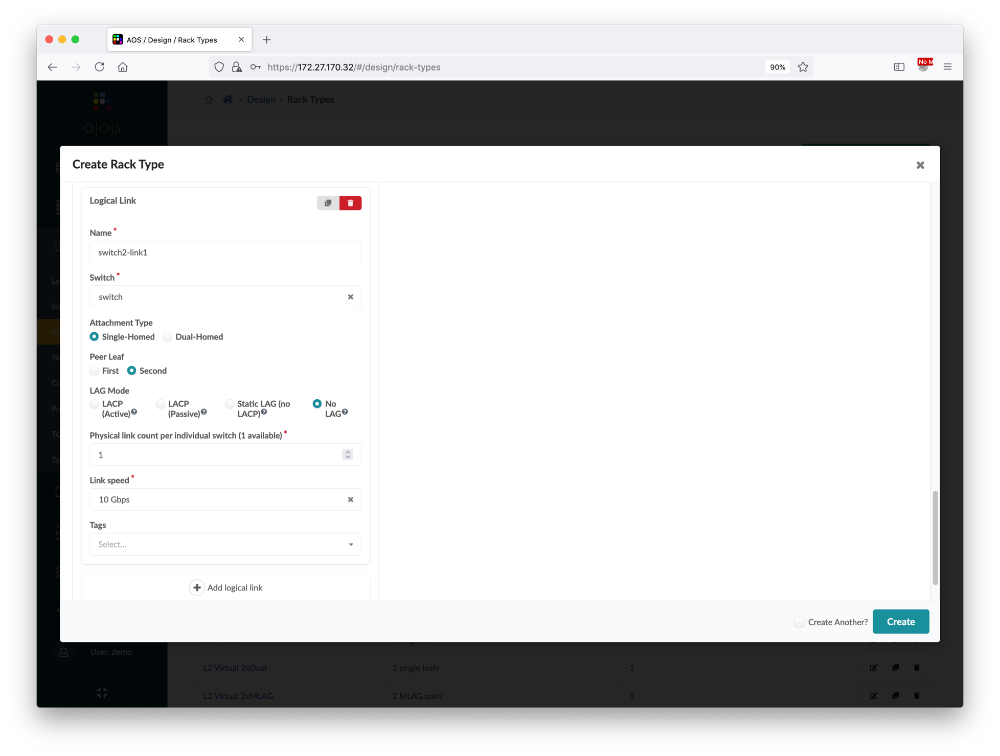 AOS / Design / Rack Types
No M
https://172.27.170.32/#/design/rack-types
90%
a|o|s
Design
Rack Types
Create Rack Type
Logical Link
Name *
switch2-link1
Switch *
switch
Attachment Type
Single-Homed
Dual-Homed
Peer Leaf
First
Second
LAG Mode
LACP (Active)
LACP (Passive)
Static LAG (no LACP)
No LAG
Physical link count per individual switch (1 available) *
1
Link speed *
10 Gbps
Tags
Select...
Add logical link
Create Another?
Create
User: demo
L2 Virtual 2xDual
2 single leafs
1
L2 Virtual 2xMLAG
2 MLAG pairs
1